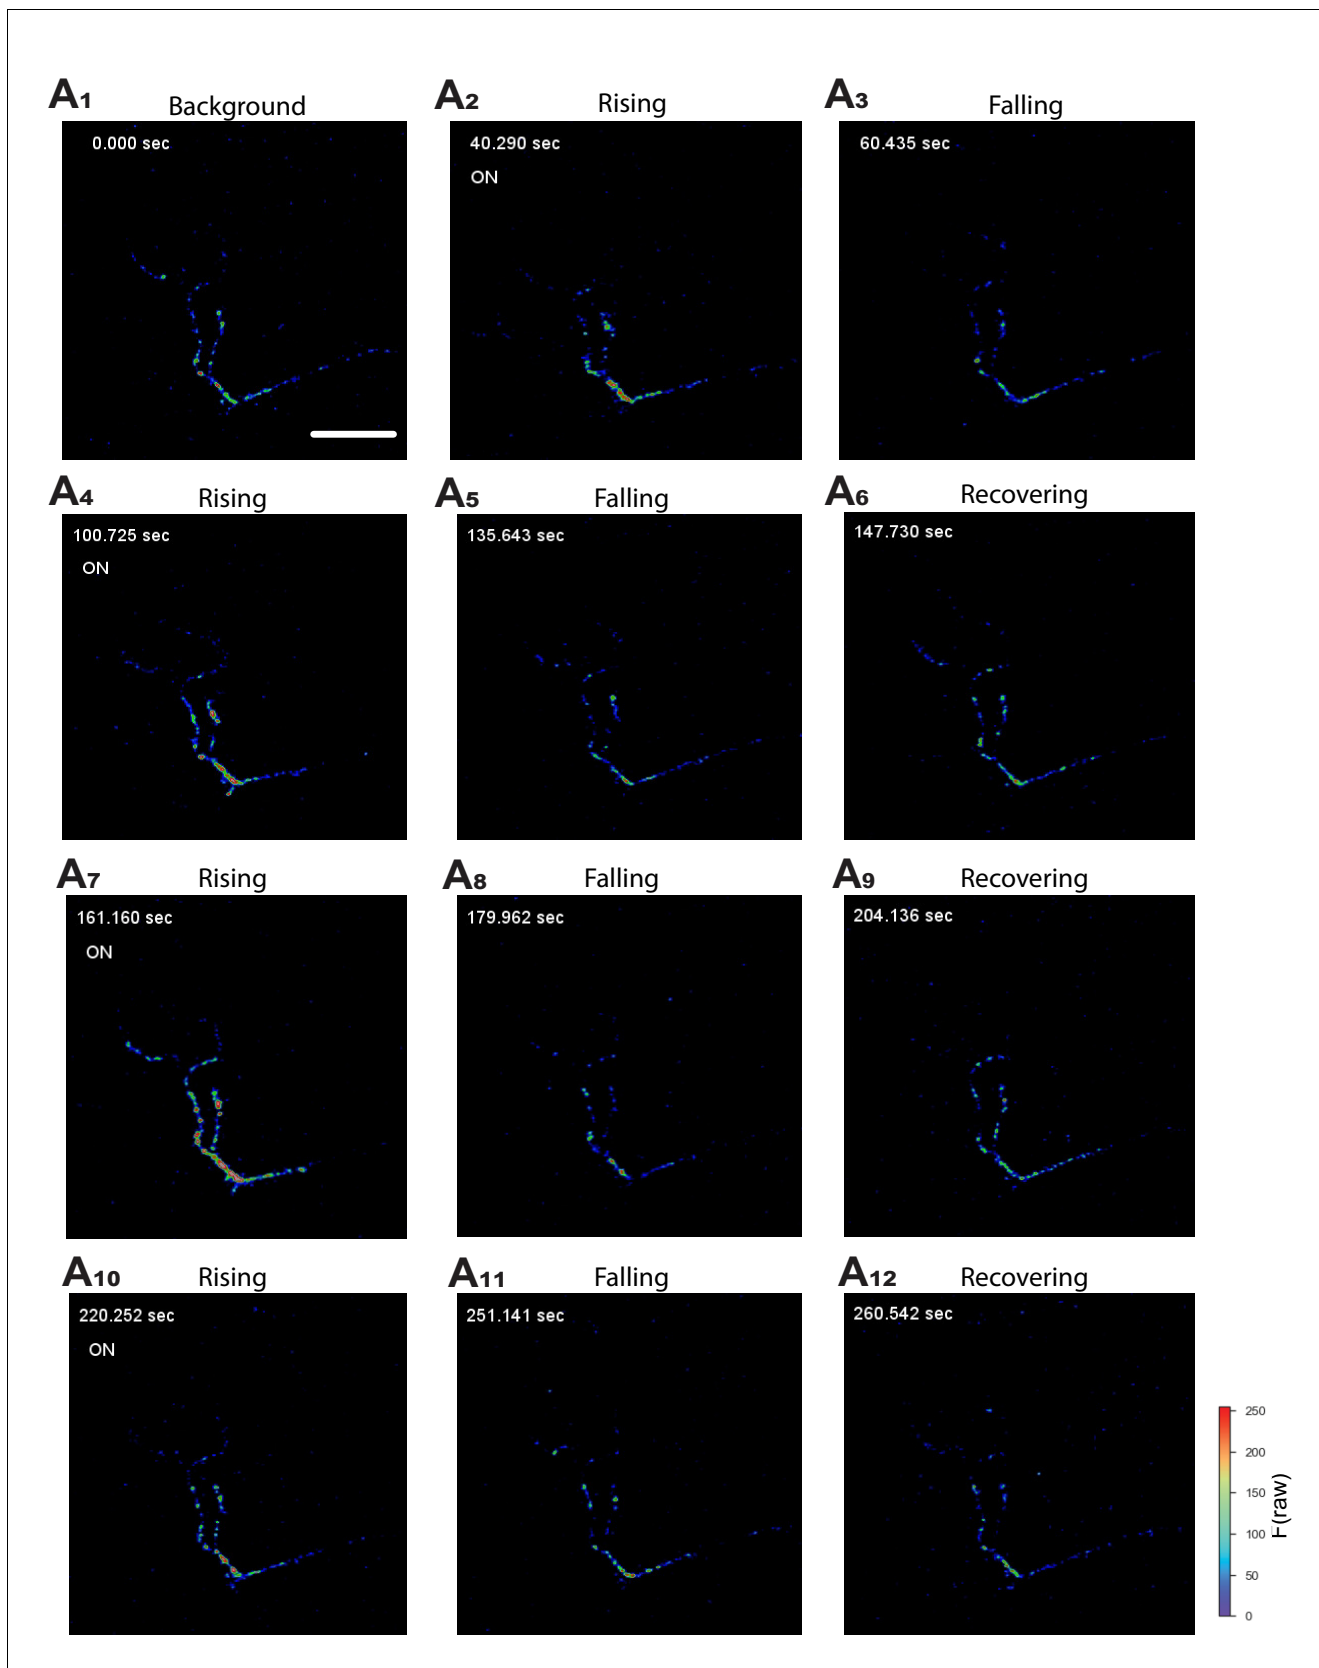 A1 Background
A2 Rising
A3 Falling
0.000 sec
40.290 sec
ON
60.435 sec
A4 Rising
A5 Falling
A6 Recovering
100.725 sec
ON
135.643 sec
147.730 sec
A7 Rising
A8 Falling
A9 Recovering
161.160 sec
ON
179.962 sec
204.136 sec
A10 Rising
A11 Falling
A12 Recovering
220.252 sec
ON
251.141 sec
260.542 sec
250
200
150
100
50
0
F(raw)